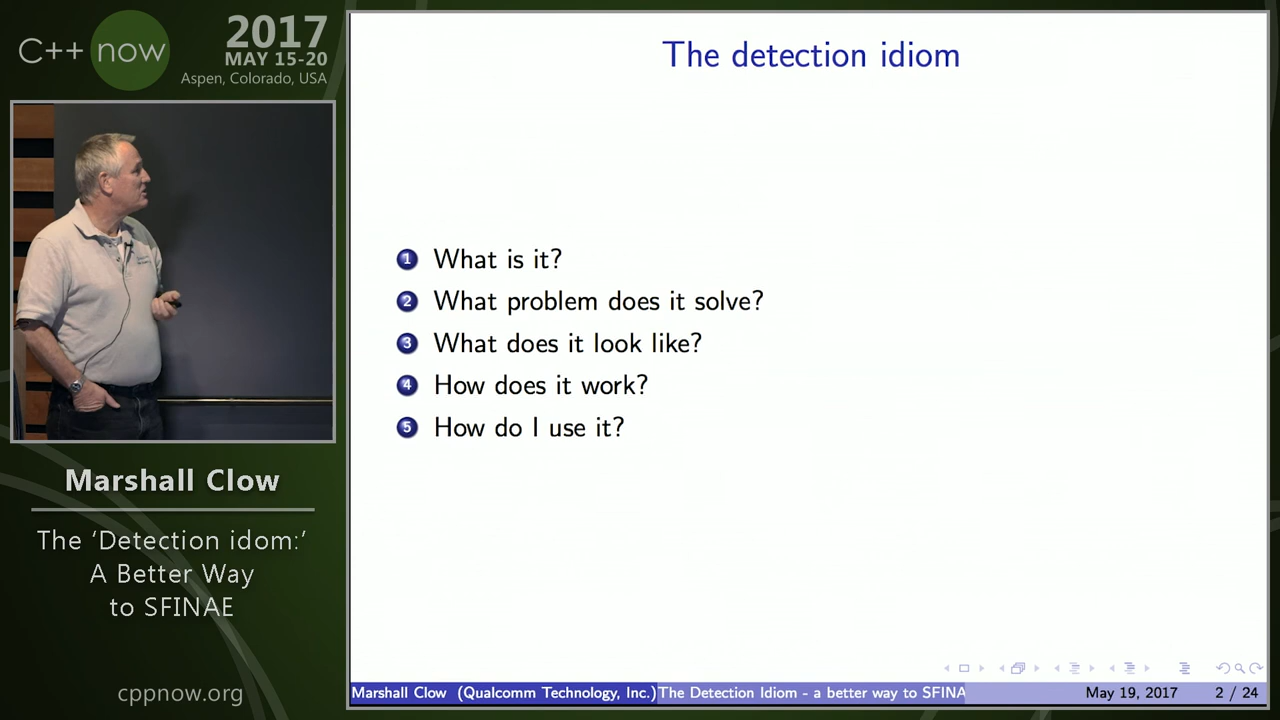 C++ now
2017
MAY 15-20
Aspen, Colorado, USA
Marshall Clow
The ‘Detection idom:’
A Better Way
to SFINAE
cppnow.org
The detection idiom
1 What is it?
2 What problem does it solve?
3 What does it look like?
4 How does it work?
5 How do I use it?
Marshall Clow (Qualcomm Technology, Inc.) The Detection Idiom - a better way to SFINA May 19, 2017 2 / 24